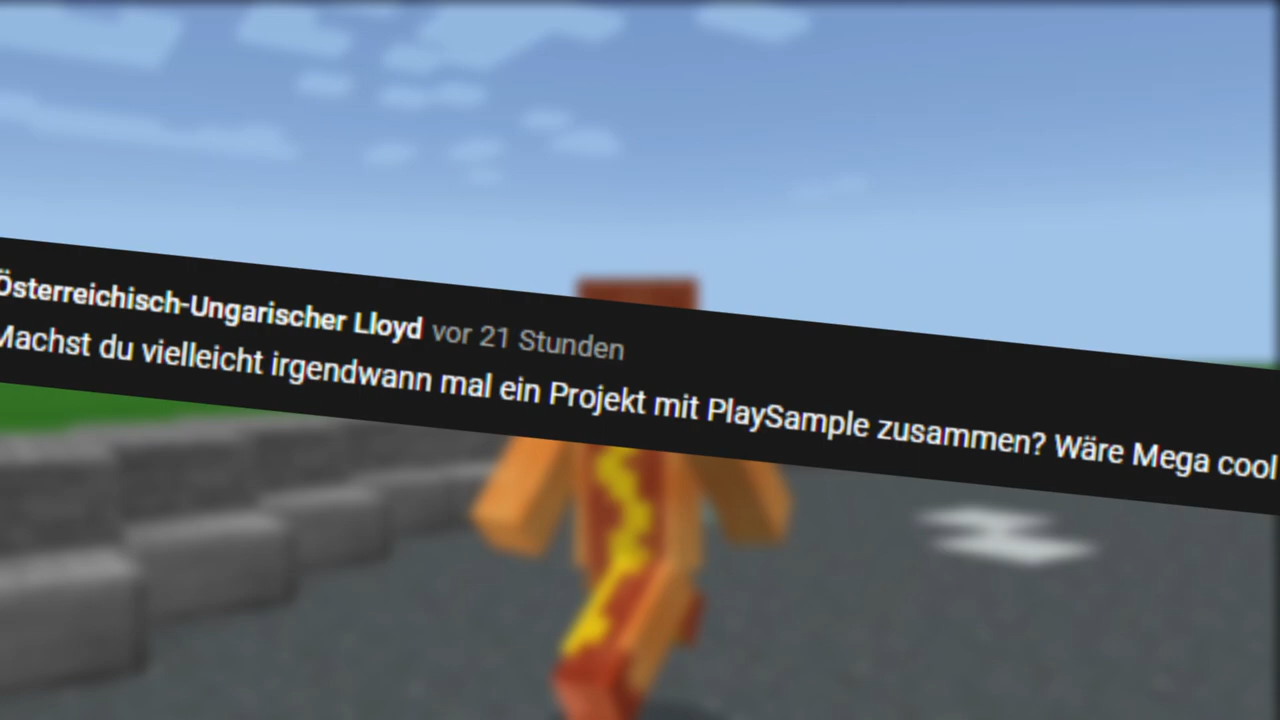 Österreichisch-Ungarischer Lloyd vor 21 Stunden
Machst du vielleicht irgendwann mal ein Projekt mit PlaySample zusammen? Wäre Mega cool